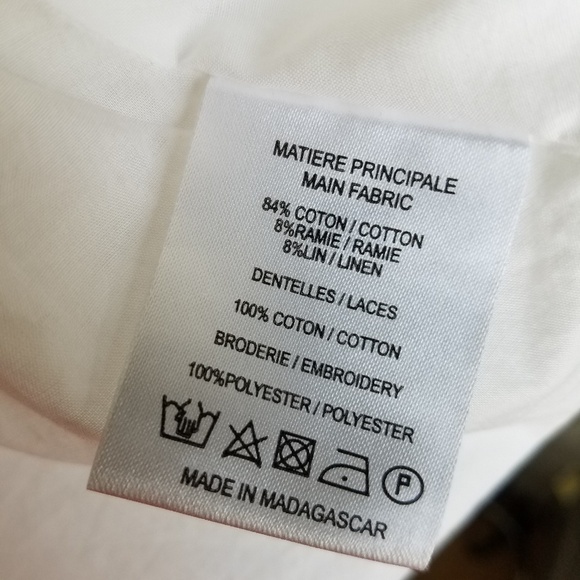 MATIERE PRINCIPALE
MAIN FABRIC
84% COTON / COTTON
8%RAMIE / RAMIE
8%LIN / LINEN
DENTELLES / LACES
100% COTON / COTTON
BRODERIE / EMBROIDERY
100%POLYESTER / POLYESTER
P
MADE IN MADAGASCAR